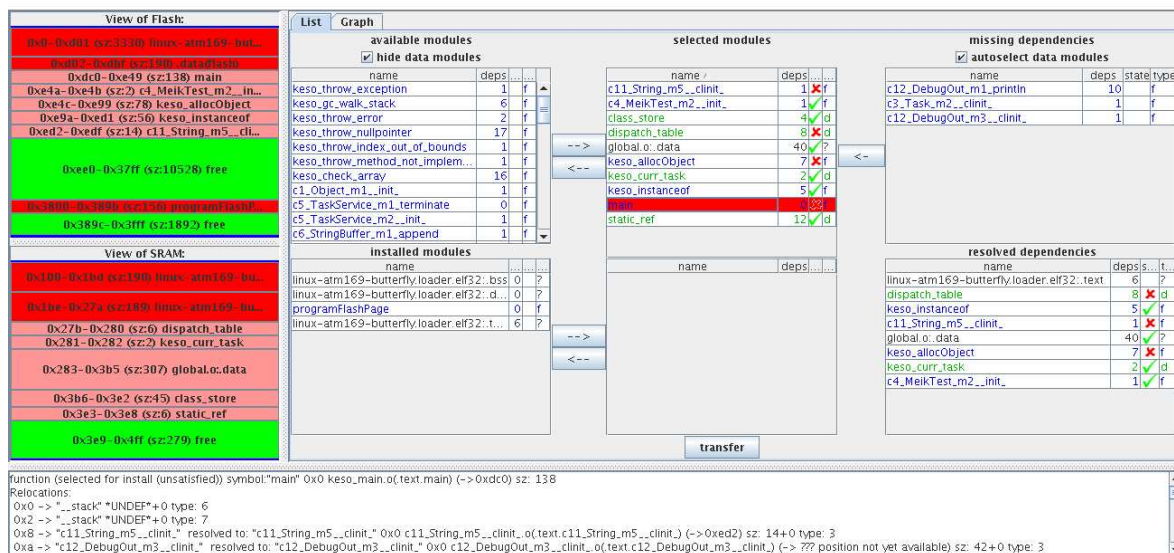 View of Flash:
0x0-0xd01 (sz:3330) linux-atm169-but...
0xd02-0xdbf (sz:190) .dataflash
0xdc0-0xe49 (sz:138) main
0xe4a-0xe4b (sz:2) c4_MeikTest_m2__in...
0xe4c-0xe99 (sz:78) keso_allocObject
0xe9a-0xed1 (sz:56) keso_instanceof
0xed2-0xedf (sz:14) c11_String_m5__cli...
0xee0-0x37ff (sz:10528) free
0x3800-0x389b (sz:156) programFlashP...
0x389c-0x3fff (sz:1892) free
View of SRAM:
0x100-0x1bd (sz:190) linux-atm169-bu...
0x1be-0x27a (sz:189) linux-atm169-bu...
0x27b-0x280 (sz:6) dispatch_table
0x281-0x282 (sz:2) keso_curr_task
0x283-0x3b5 (sz:307) global.o:.data
0x3b6-0x3e2 (sz:45) class_store
0x3e3-0x3e8 (sz:6) static_ref
0x3e9-0x4ff (sz:279) free
List Graph
available modules
hide data modules
name deps ... ...
keso_throw_exception 1 f
keso_gc_walk_stack 6 f
keso_throw_error 2 f
keso_throw_nullpointer 17 f
keso_throw_index_out_of_bounds 1 f
keso_throw_method_not_implem... 1 f
keso_check_array 16 f
c1_Object_m1__init_ 1 f
c5_TaskService_m1_terminate 0 f
c5_TaskService_m2__init_ 1 f
c6_StringBuffer_m1_append 1 f
-->
<--
selected modules
name deps ... ...
c11_String_m5__clinit_ 1 f
c4_MeikTest_m2__init_ 1 f
class_store 4 d
dispatch_table 8 d
global.o:.data 40 ?
keso_allocObject 7 f
keso_curr_task 2 d
keso_instanceof 5 f
main
static_ref 12 d
<-
missing dependencies
autoselect data modules
name deps state type
c12_DebugOut_m1_println 10 f
c3_Task_m2__clinit_ 1 f
c12_DebugOut_m3__clinit_ 1 f
installed modules
name ... ... ...
linux-atm169-butterfly.loader.elf32:.bss 0 ?
linux-atm169-butterfly.loader.elf32:.d... 0 ?
programFlashPage 0 f
linux-atm169-butterfly.loader.elf32:.t... 6 ?
-->
<--
name deps ... ...
resolved dependencies
name deps s... t...
linux-atm169-butterfly.loader.elf32:.text 6 ?
dispatch_table 8 d
keso_instanceof 5 f
c11_String_m5__clinit_ 1 f
global.o:.data 40 ?
keso_allocObject 7 f
keso_curr_task 2 d
c4_MeikTest_m2__init_ 1 f
transfer
function (selected for install (unsatisfied)) symbol:"main" 0x0 keso_main.o(.text.main) (->0xdc0) sz: 138
Relocations:
0x0 -> "__stack" *UNDEF*+0 type: 6
0x2 -> "__stack" *UNDEF*+0 type: 7
0x8 -> "c11_String_m5__clinit_" resolved to: "c11_String_m5__clinit_" 0x0 c11_String_m5__clinit_.o(.text.c11_String_m5__clinit_) (->0xed2) sz: 14+0 type: 3
0xa -> "c12_DebugOut_m3__clinit_" resolved to: "c12_DebugOut_m3__clinit_" 0x0 c12_DebugOut_m3__clinit_.o(.text.c12_DebugOut_m3__clinit_) (-> ??? position not yet available) sz: 42+0 type: 3